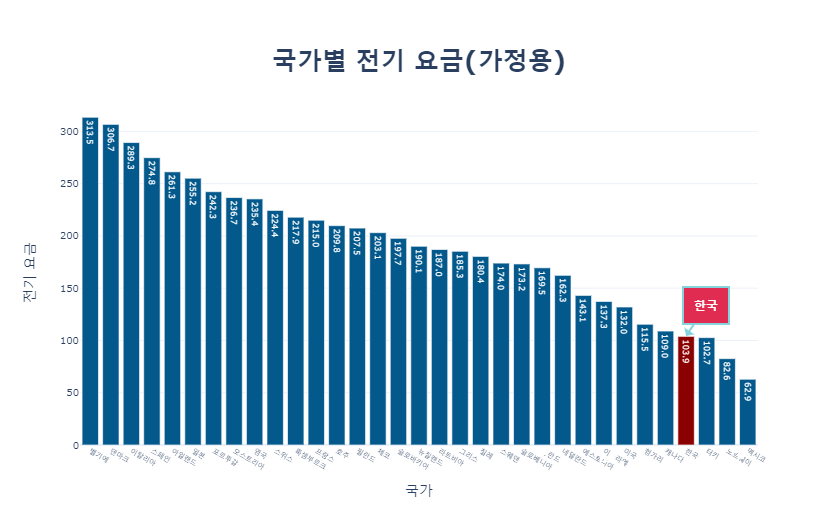 국가별 전기 요금(가정용)
전기 요금
300
250
200
150
100
50
0
313.5
306.7
289.3
274.8
261.3
255.2
242.3
236.7
235.4
224.4
217.9
215.0
209.8
207.5
203.1
197.7
190.1
187.0
185.3
180.4
174.0
173.2
169.5
162.3
143.1
137.3
132.0
115.5
109.0
103.9
102.7
82.6
62.9
한국
벨기에
덴마크
이탈리아
스페인
아일랜드
일본
포르투갈
오스트리아
영국
스위스
룩셈부르크
프랑스
호주
핀란드
체코
슬로바키아
뉴질랜드
라트비아
그리스
칠레
스웨덴
슬로베니아
네덜란드
에스토니아
미국
헝가리
캐나다
한국
터키
노르웨이
멕시코
국가